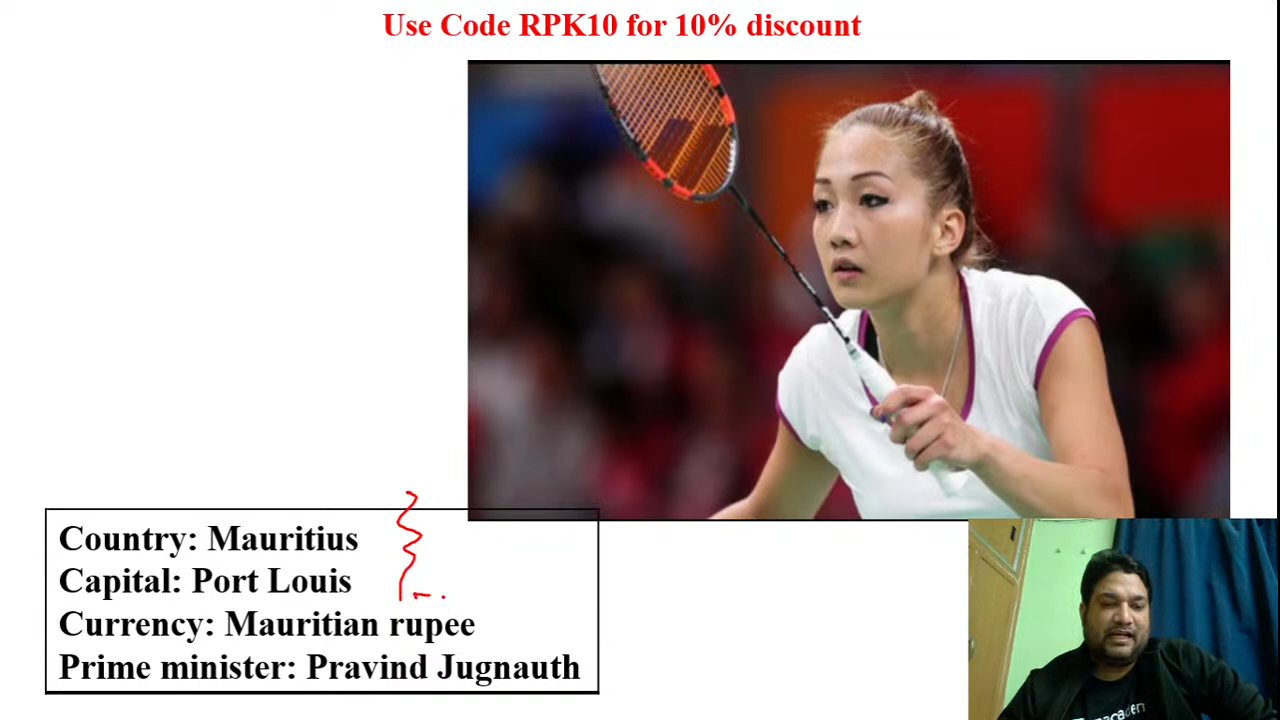 Use Code RPK10 for 10% discount
Country: Mauritius
Capital: Port Louis
Currency: Mauritian rupee
Prime minister: Pravind Jugnauth